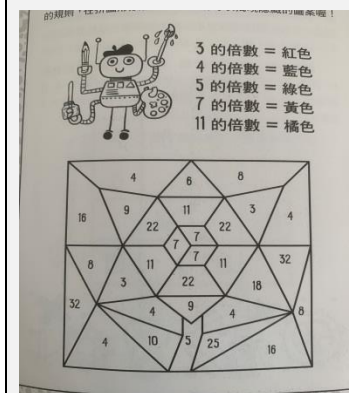 3 的倍數 = 紅色
4 的倍數 = 藍色
5 的倍數 = 綠色
7 的倍數 = 黃色
11 的倍數 = 橘色
4 6 8
16 9 11 3 4
22 22
7 7
8 11 7 11 32
3 22 18
32 4 9 4 8
4 10 5 25 16